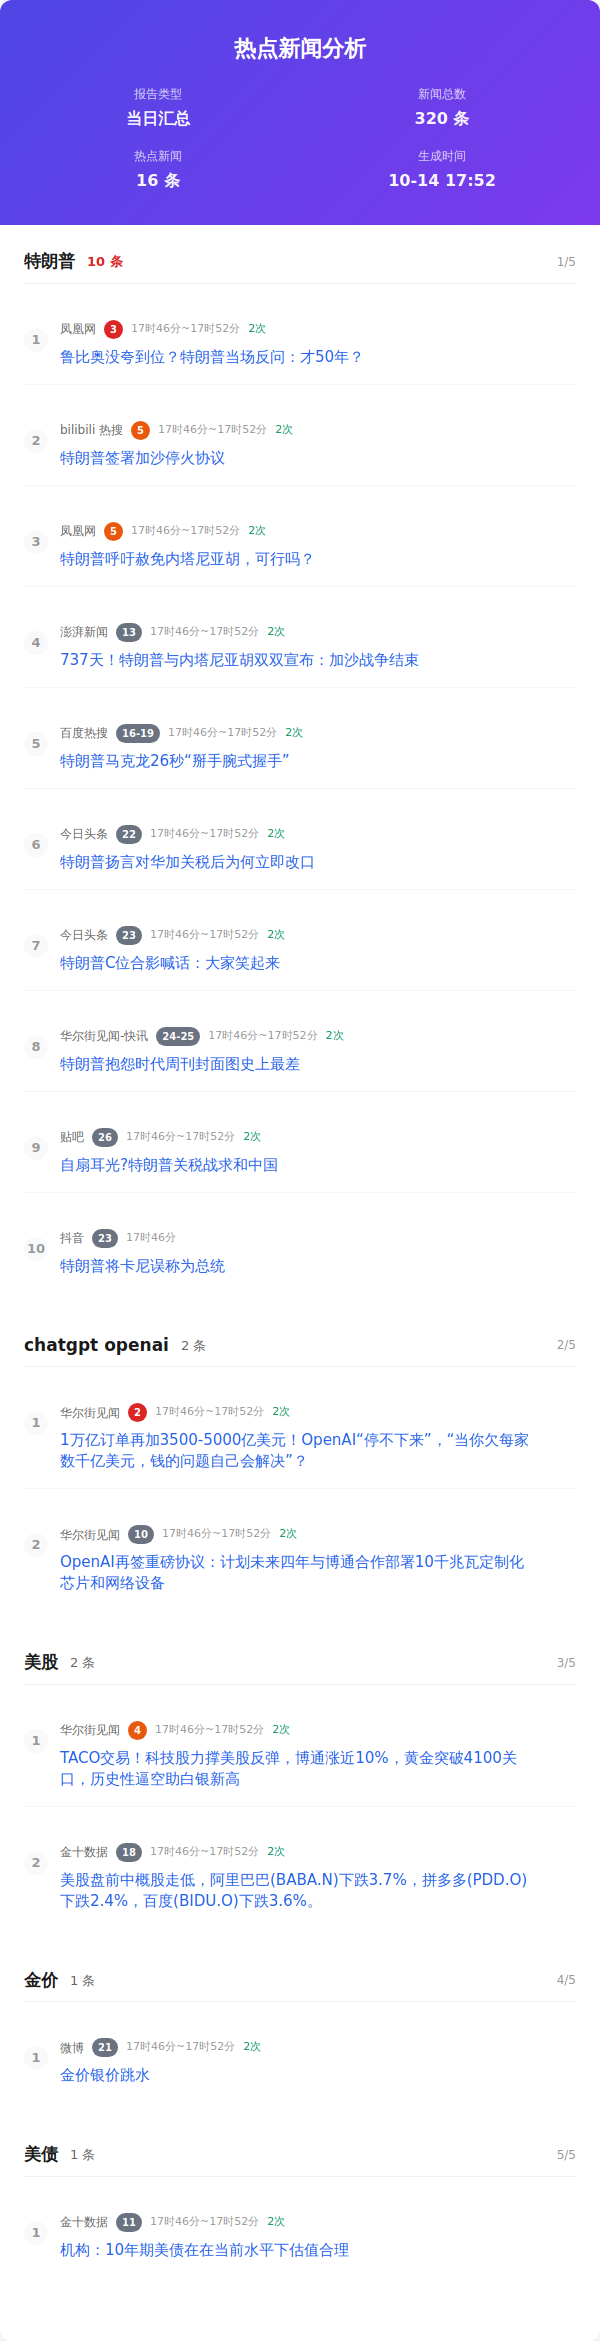 热点新闻分析
报告类型
当日汇总
新闻总数
320 条
热点新闻
16 条
生成时间
10-14 17:52
特朗普 10 条 1/5
1
凤凰网 3 17时46分~17时52分 2次
鲁比奥没夸到位？特朗普当场反问：才50年？
2
bilibili 热搜 5 17时46分~17时52分 2次
特朗普签署加沙停火协议
3
凤凰网 5 17时46分~17时52分 2次
特朗普呼吁赦免内塔尼亚胡，可行吗？
4
澎湃新闻 13 17时46分~17时52分 2次
737天！特朗普与内塔尼亚胡双双宣布：加沙战争结束
5
百度热搜 16-19 17时46分~17时52分 2次
特朗普马克龙26秒“掰手腕式握手”
6
今日头条 22 17时46分~17时52分 2次
特朗普扬言对华加关税后为何立即改口
7
今日头条 23 17时46分~17时52分 2次
特朗普C位合影喊话：大家笑起来
8
华尔街见闻-快讯 24-25 17时46分~17时52分 2次
特朗普抱怨时代周刊封面图史上最差
9
贴吧 26 17时46分~17时52分 2次
自扇耳光?特朗普关税战求和中国
10
抖音 23 17时46分
特朗普将卡尼误称为总统
chatgpt openai 2 条 2/5
1
华尔街见闻 2 17时46分~17时52分 2次
1万亿订单再加3500-5000亿美元！OpenAI“停不下来”，“当你欠每家
数千亿美元，钱的问题自己会解决”？
2
华尔街见闻 10 17时46分~17时52分 2次
OpenAI再签重磅协议：计划未来四年与博通合作部署10千兆瓦定制化
芯片和网络设备
美股 2 条 3/5
1
华尔街见闻 4 17时46分~17时52分 2次
TACO交易！科技股力撑美股反弹，博通涨近10%，黄金突破4100关
口，历史性逼空助白银新高
2
金十数据 18 17时46分~17时52分 2次
美股盘前中概股走低，阿里巴巴(BABA.N)下跌3.7%，拼多多(PDD.O)
下跌2.4%，百度(BIDU.O)下跌3.6%。
金价 1 条 4/5
1
微博 21 17时46分~17时52分 2次
金价银价跳水
美债 1 条 5/5
1
金十数据 11 17时46分~17时52分 2次
机构：10年期美债在在当前水平下估值合理